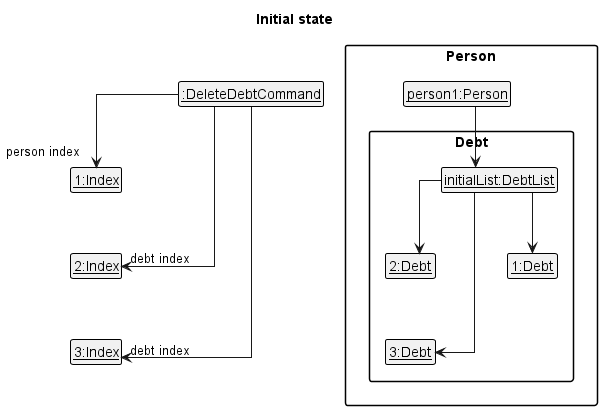 Initial state
Person
:DeleteDebtCommand
person1:Person
Debt
person index
1:Index
initialList:DebtList
2:Index
debt index
2:Debt
1:Debt
3:Index
debt index
3:Debt